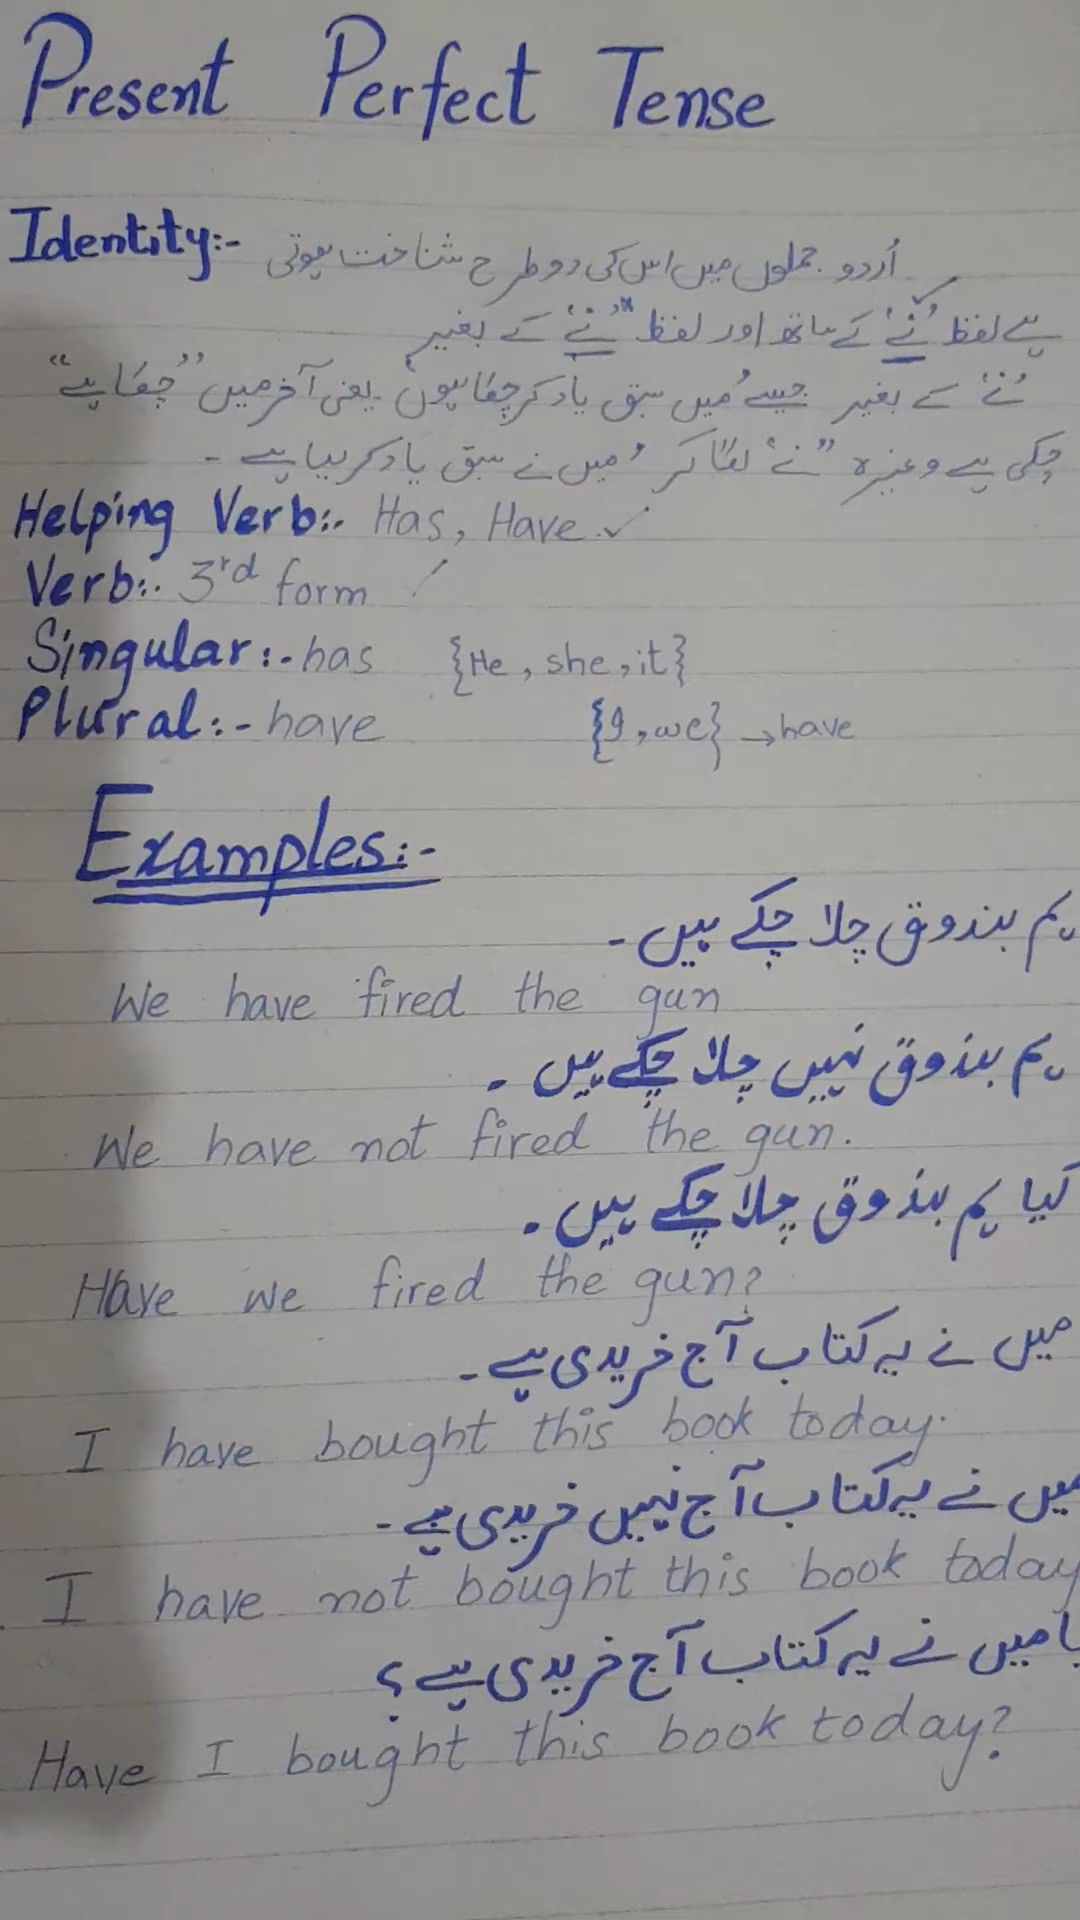 Present Perfect Tense
Identity:- اُردو جملوں میں اس کی دو طرح شناخت ہوتی
ہے لفظ "نے" کے ساتھ اور لفظ "نے" کے بغیر
"نے" کے بغیر جیسے "میں سبق یاد کر چکا ہوں" یعنی آخر میں "چکا ہے"
چکی ہے وغیرہ "نے" لگا کر "میں نے سبق یاد کر لیا ہے۔
Helping Verb:- Has, Have ✓
Verb:- 3rd form
Singular:- has {He, she, it}
Plural:- have {I, we} → have
Examples:-
ہم بندوق چلا چکے ہیں۔
We have fired the gun
ہم بندوق نہیں چلا چکے ہیں۔
We have not fired the gun.
کیا ہم بندوق چلا چکے ہیں۔
Have we fired the gun?
میں نے یہ کتاب آج خریدی ہے۔
I have bought this book today.
میں نے یہ کتاب آج نہیں خریدی ہے۔
I have not bought this book today
یا میں نے یہ کتاب آج خریدی ہے؟
Have I bought this book today?